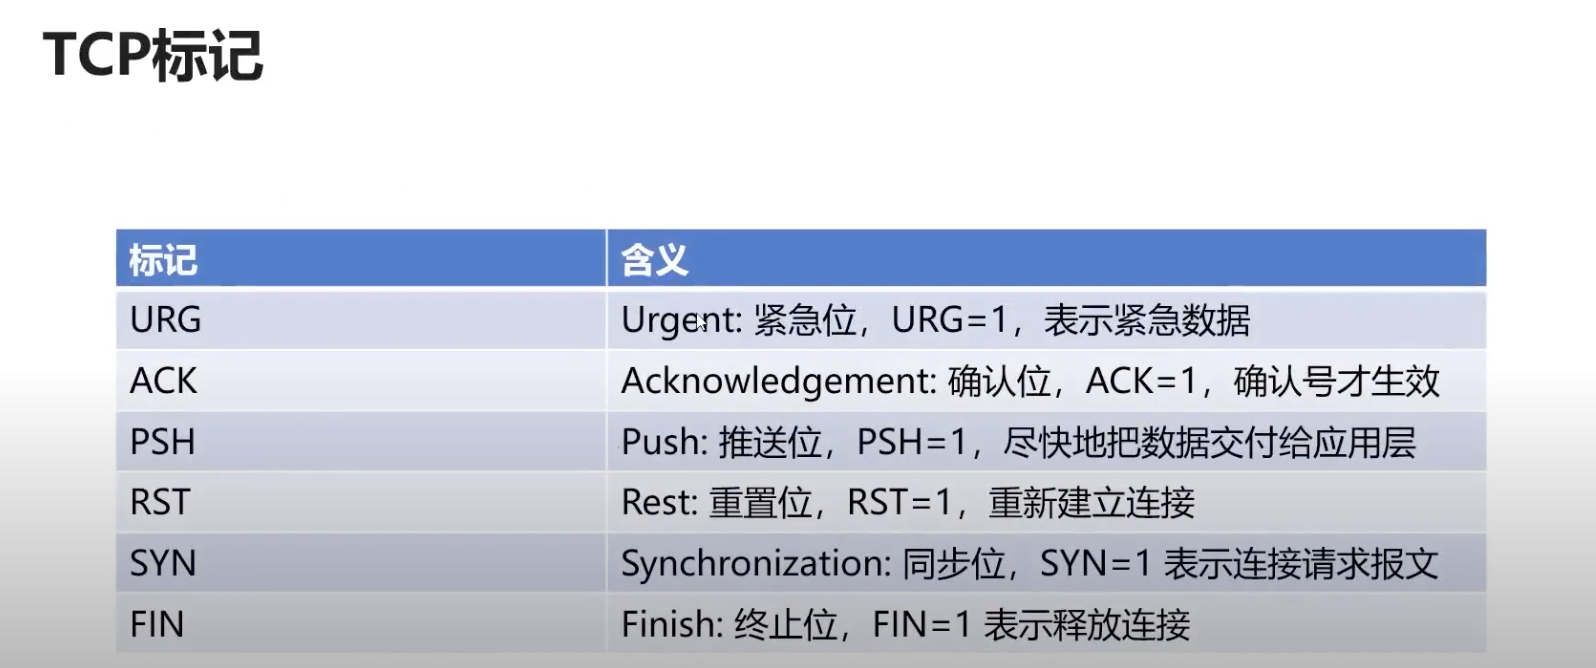 TCP标记
标记 含义
URG Urgent: 紧急位，URG=1，表示紧急数据
ACK Acknowledgement: 确认位，ACK=1，确认号才生效
PSH Push: 推送位，PSH=1，尽快地把数据交付给应用层
RST Rest: 重置位，RST=1，重新建立连接
SYN Synchronization: 同步位，SYN=1 表示连接请求报文
FIN Finish: 终止位，FIN=1 表示释放连接